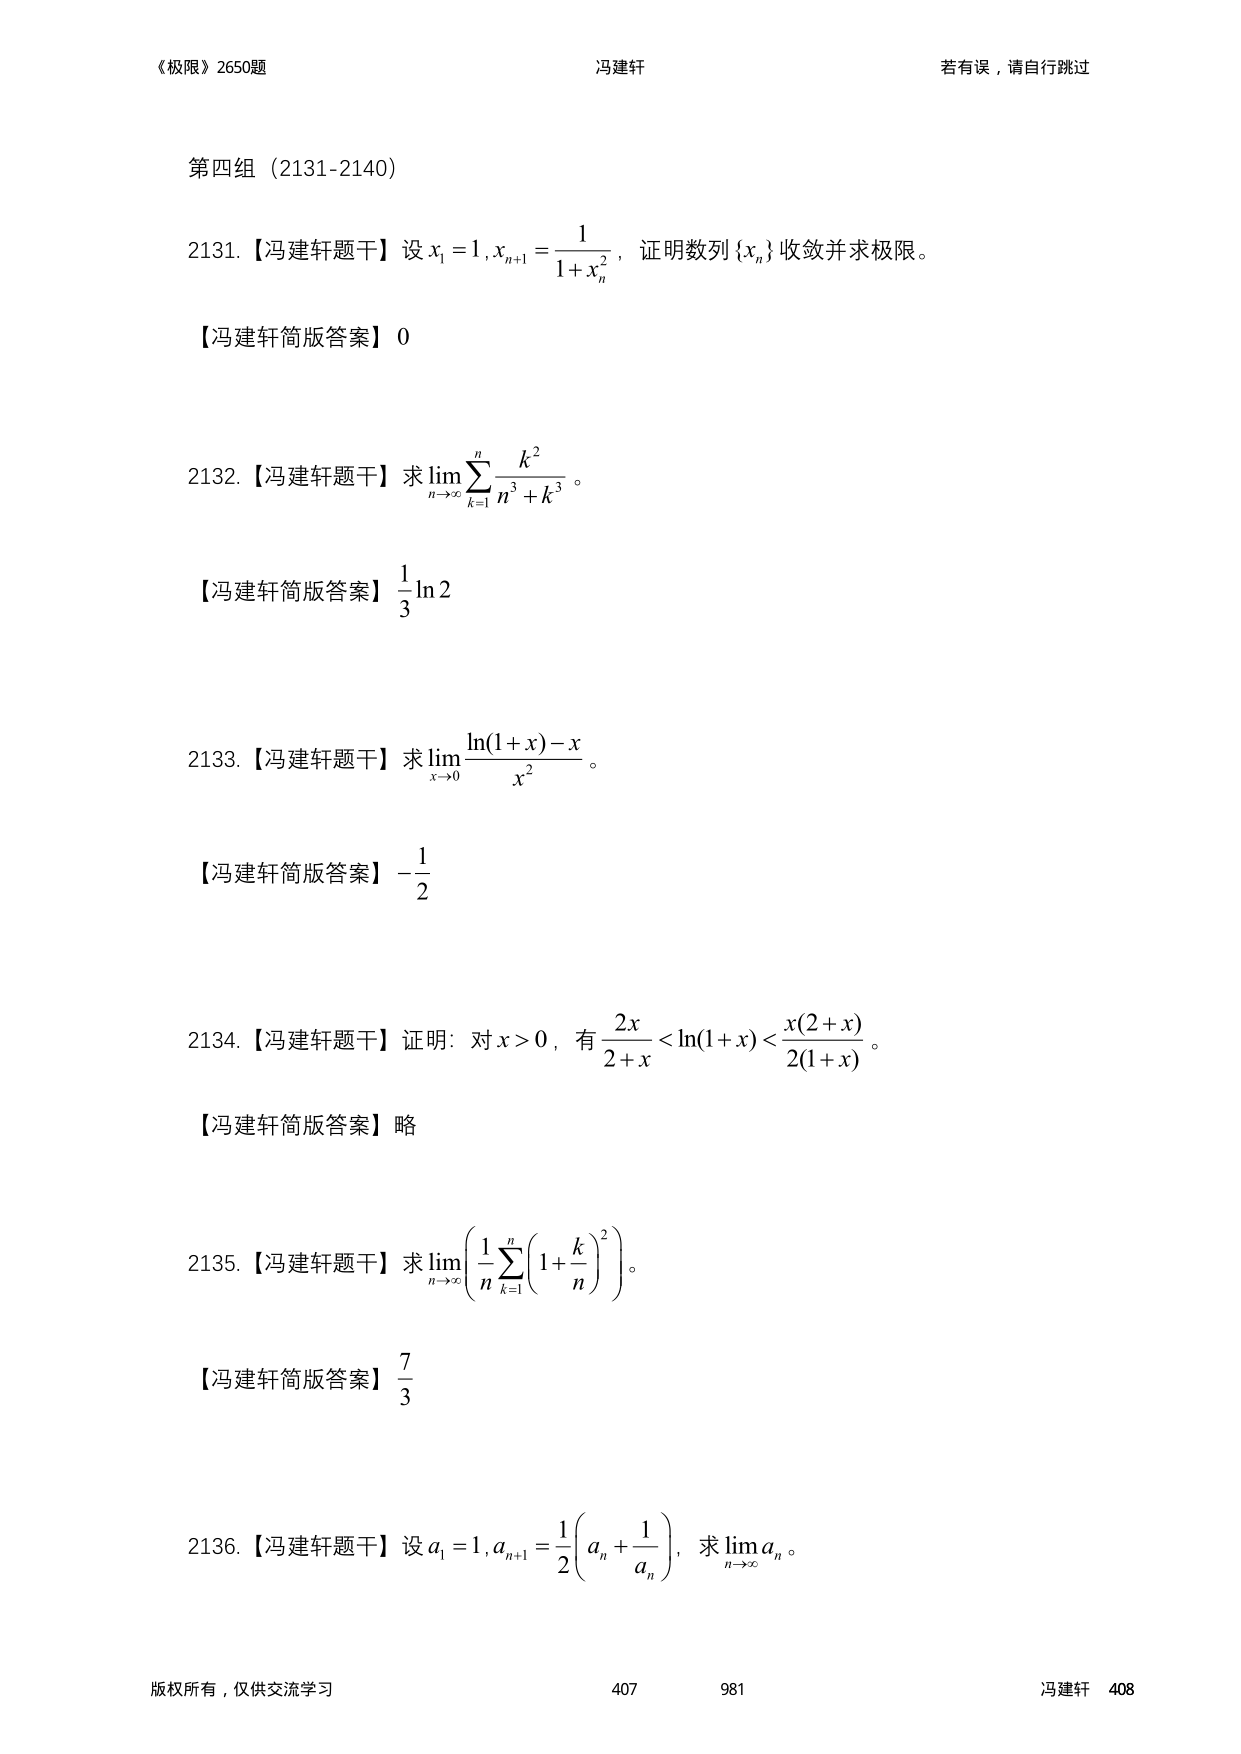 《极限》2650题 冯建轩 若有误，请自行跳过
第四组（2131-2140）
2131.【冯建轩题干】设 $x_1=1, x_{n+1}=\frac{1}{1+x_n^2}$，证明数列 $\{x_n\}$ 收敛并求极限。
【冯建轩简版答案】0
2132.【冯建轩题干】求 $\lim_{n\to\infty}\sum_{k=1}^{n}\frac{k^2}{n^3+k^3}$。
【冯建轩简版答案】$\frac{1}{3}\ln 2$
2133.【冯建轩题干】求 $\lim_{x\to 0}\frac{\ln(1+x)-x}{x^2}$。
【冯建轩简版答案】$-\frac{1}{2}$
2134.【冯建轩题干】证明：对 $x>0$，有 $\frac{2x}{2+x}<\ln(1+x)<\frac{x(2+x)}{2(1+x)}$。
【冯建轩简版答案】略
2135.【冯建轩题干】求 $\lim_{n\to\infty}\left(\frac{1}{n}\sum_{k=1}^{n}\left(1+\frac{k}{n}\right)^2\right)$。
【冯建轩简版答案】$\frac{7}{3}$
2136.【冯建轩题干】设 $a_1=1, a_{n+1}=\frac{1}{2}\left(a_n+\frac{1}{a_n}\right)$，求 $\lim_{n\to\infty}a_n$。
版权所有，仅供交流学习 407 981 冯建轩 408